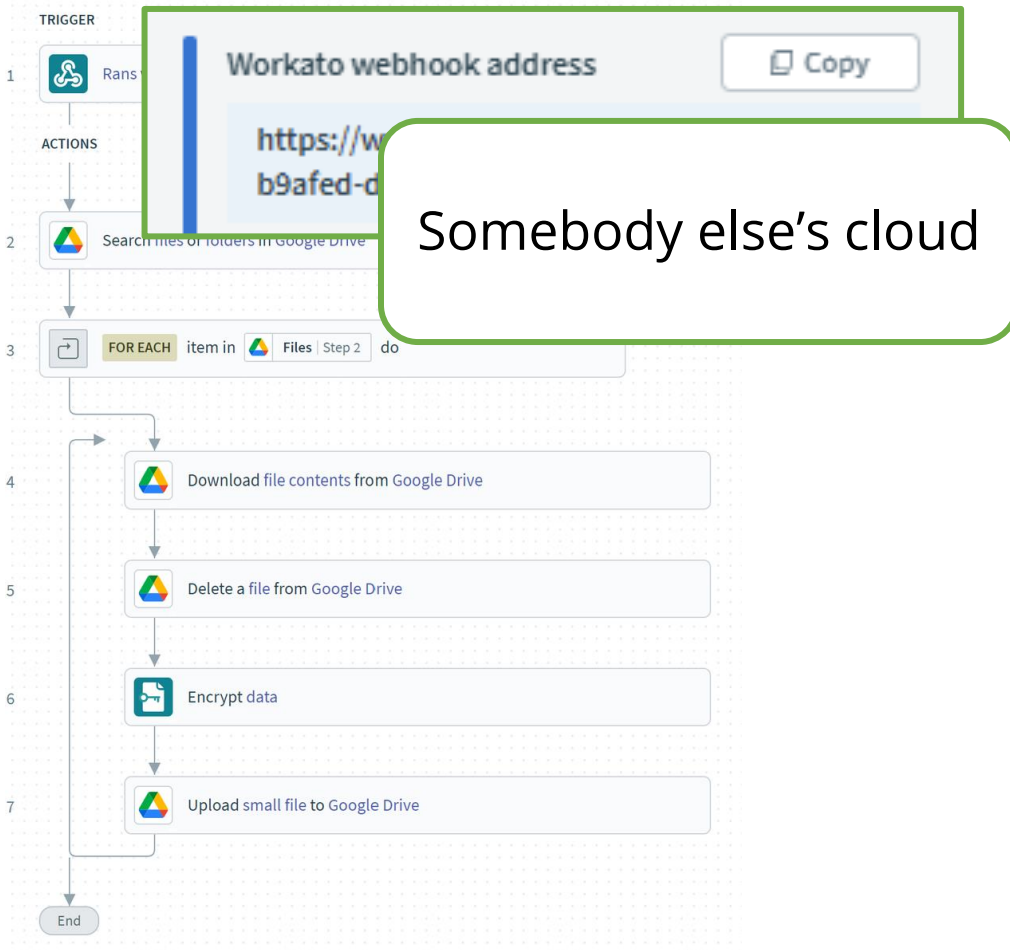 TRIGGER
1
Rans
Workato webhook address
Copy
https://w
b9afed-d
Somebody else’s cloud
ACTIONS
2
Search files or folders in Google Drive
3
FOR EACH item in Files | Step 2 do
4
Download file contents from Google Drive
5
Delete a file from Google Drive
6
Encrypt data
7
Upload small file to Google Drive
End